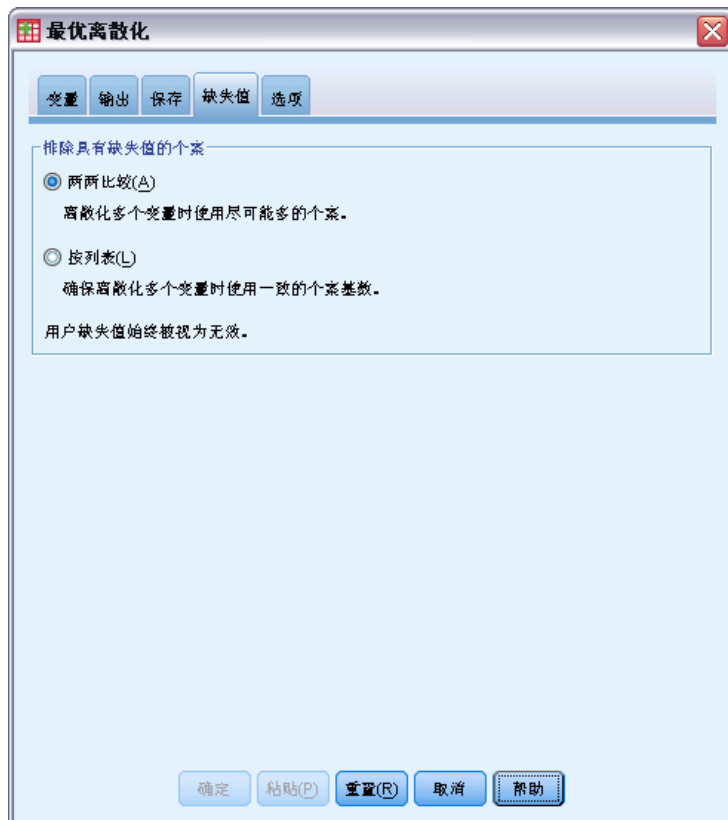 最优离散化
变量 输出 保存 缺失值 选项
排除具有缺失值的个案
两两比较(A)
离散化多个变量时使用尽可能多的个案。
按列表(L)
确保离散化多个变量时使用一致的个案基数。
用户缺失值始终被视为无效。
确定 粘贴(P) 重置(R) 取消 帮助